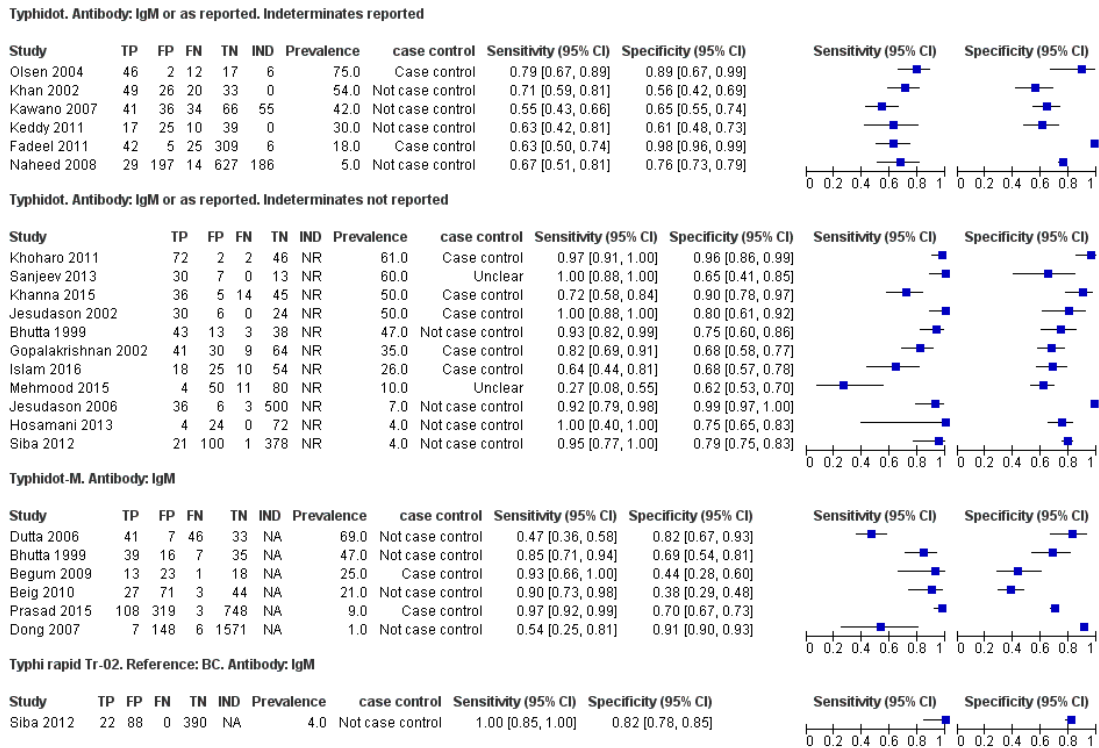 Typhidot. Antibody: IgM or as reported. Indeterminates reported
Study TP FP FN TN IND Prevalence case control Sensitivity (95% CI) Specificity (95% CI) Sensitivity (95% CI) Specificity (95% CI)
Olsen 2004 46 2 12 17 6 75.0 Case control 0.79 [0.67, 0.89] 0.89 [0.67, 0.99]
Khan 2002 49 26 20 33 0 54.0 Not case control 0.71 [0.59, 0.81] 0.56 [0.42, 0.69]
Kawano 2007 41 36 34 66 55 42.0 Not case control 0.55 [0.43, 0.66] 0.65 [0.55, 0.74]
Keddy 2011 17 25 10 39 0 30.0 Not case control 0.63 [0.42, 0.81] 0.61 [0.48, 0.73]
Fadeel 2011 42 5 25 309 6 18.0 Case control 0.63 [0.50, 0.74] 0.98 [0.96, 0.99]
Naheed 2008 29 197 14 627 186 5.0 Not case control 0.67 [0.51, 0.81] 0.76 [0.73, 0.79]
0 0.2 0.4 0.6 0.8 1 0 0.2 0.4 0.6 0.8 1
Typhidot. Antibody: IgM or as reported. Indeterminates not reported
Study TP FP FN TN IND Prevalence case control Sensitivity (95% CI) Specificity (95% CI) Sensitivity (95% CI) Specificity (95% CI)
Khoharo 2011 72 2 2 46 NR 61.0 Case control 0.97 [0.91, 1.00] 0.96 [0.86, 0.99]
Sanjeev 2013 30 7 0 13 NR 60.0 Unclear 1.00 [0.88, 1.00] 0.65 [0.41, 0.85]
Khanna 2015 36 5 14 45 NR 50.0 Case control 0.72 [0.58, 0.84] 0.90 [0.78, 0.97]
Jesudason 2002 30 6 0 24 NR 50.0 Case control 1.00 [0.88, 1.00] 0.80 [0.61, 0.92]
Bhutta 1999 43 13 3 38 NR 47.0 Not case control 0.93 [0.82, 0.99] 0.75 [0.60, 0.86]
Gopalakrishnan 2002 41 30 9 64 NR 35.0 Case control 0.82 [0.69, 0.91] 0.68 [0.58, 0.77]
Islam 2016 18 25 10 54 NR 26.0 Case control 0.64 [0.44, 0.81] 0.68 [0.57, 0.78]
Mehmood 2015 4 50 11 80 NR 10.0 Unclear 0.27 [0.08, 0.55] 0.62 [0.53, 0.70]
Jesudason 2006 36 6 3 500 NR 7.0 Not case control 0.92 [0.79, 0.98] 0.99 [0.97, 1.00]
Hosamani 2013 4 24 0 72 NR 4.0 Not case control 1.00 [0.40, 1.00] 0.75 [0.65, 0.83]
Siba 2012 21 100 1 378 NR 4.0 Not case control 0.95 [0.77, 1.00] 0.79 [0.75, 0.83]
0 0.2 0.4 0.6 0.8 1 0 0.2 0.4 0.6 0.8 1
Typhidot-M. Antibody: IgM
Study TP FP FN TN IND Prevalence case control Sensitivity (95% CI) Specificity (95% CI) Sensitivity (95% CI) Specificity (95% CI)
Dutta 2006 41 7 46 33 NA 69.0 Not case control 0.47 [0.36, 0.58] 0.82 [0.67, 0.93]
Bhutta 1999 39 16 7 35 NA 47.0 Not case control 0.85 [0.71, 0.94] 0.69 [0.54, 0.81]
Begum 2009 13 23 1 18 NA 25.0 Case control 0.93 [0.66, 1.00] 0.44 [0.28, 0.60]
Beig 2010 27 71 3 44 NA 21.0 Not case control 0.90 [0.73, 0.98] 0.38 [0.29, 0.48]
Prasad 2015 108 319 3 748 NA 9.0 Case control 0.97 [0.92, 0.99] 0.70 [0.67, 0.73]
Dong 2007 7 148 6 1571 NA 1.0 Not case control 0.54 [0.25, 0.81] 0.91 [0.90, 0.93]
0 0.2 0.4 0.6 0.8 1 0 0.2 0.4 0.6 0.8 1
Typhi rapid Tr-02. Reference: BC. Antibody: IgM
Study TP FP FN TN IND Prevalence case control Sensitivity (95% CI) Specificity (95% CI) Sensitivity (95% CI) Specificity (95% CI)
Siba 2012 22 88 0 390 NA 4.0 Not case control 1.00 [0.85, 1.00] 0.82 [0.78, 0.85]
0 0.2 0.4 0.6 0.8 1 0 0.2 0.4 0.6 0.8 1